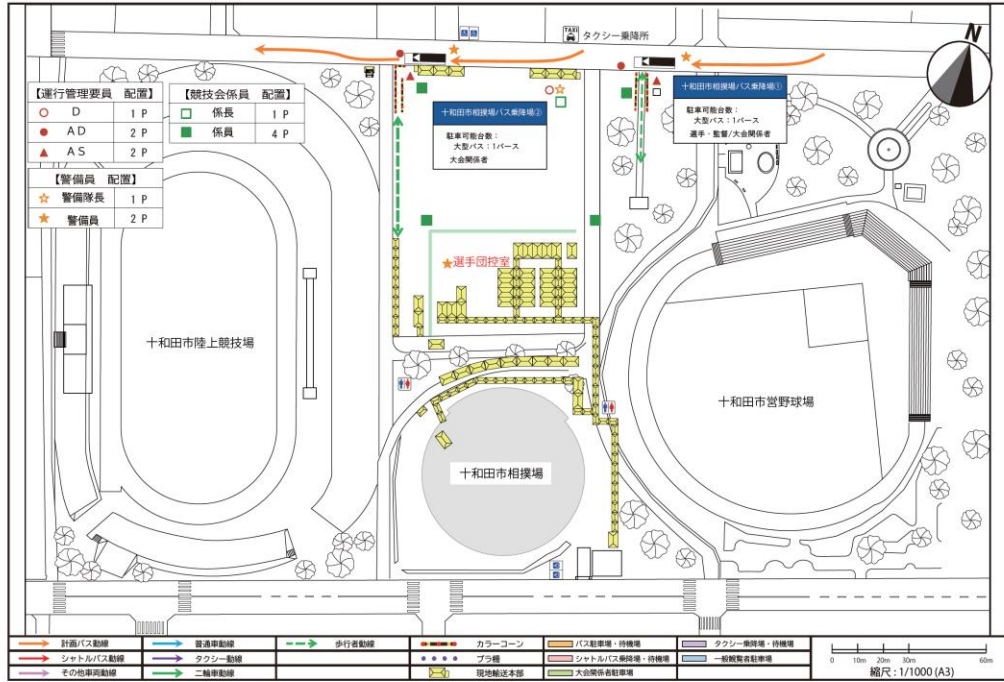 タクシー乗降所
TAXI
N
【運行管理要員 配置】
D 1 P
AD 2 P
AS 2 P
【競技会係員 配置】
係長 1 P
係員 4 P
【警備員 配置】
警備隊長 1 P
警備員 2 P
十和田市相撲場バス乗降場②
駐車可能台数：
大型バス：1バース
大会関係者
十和田市相撲場バス乗降場①
駐車可能台数：
大型バス：1バース
選手・監督/大会関係者
選手団控室
十和田市陸上競技場
十和田市営野球場
十和田市相撲場
計画バス動線
普通車動線
歩行者動線
カラーコーン
バス駐車場・待機場
タクシー乗降場・待機場
シャトルバス動線
タクシー動線
プラ柵
シャトルバス乗降場・待機場
一般観覧者駐車場
その他車両動線
二輪車動線
現地輸送本部
大会関係者駐車場
0 10m 20m 30m 60m
縮尺：1/1000 (A3)